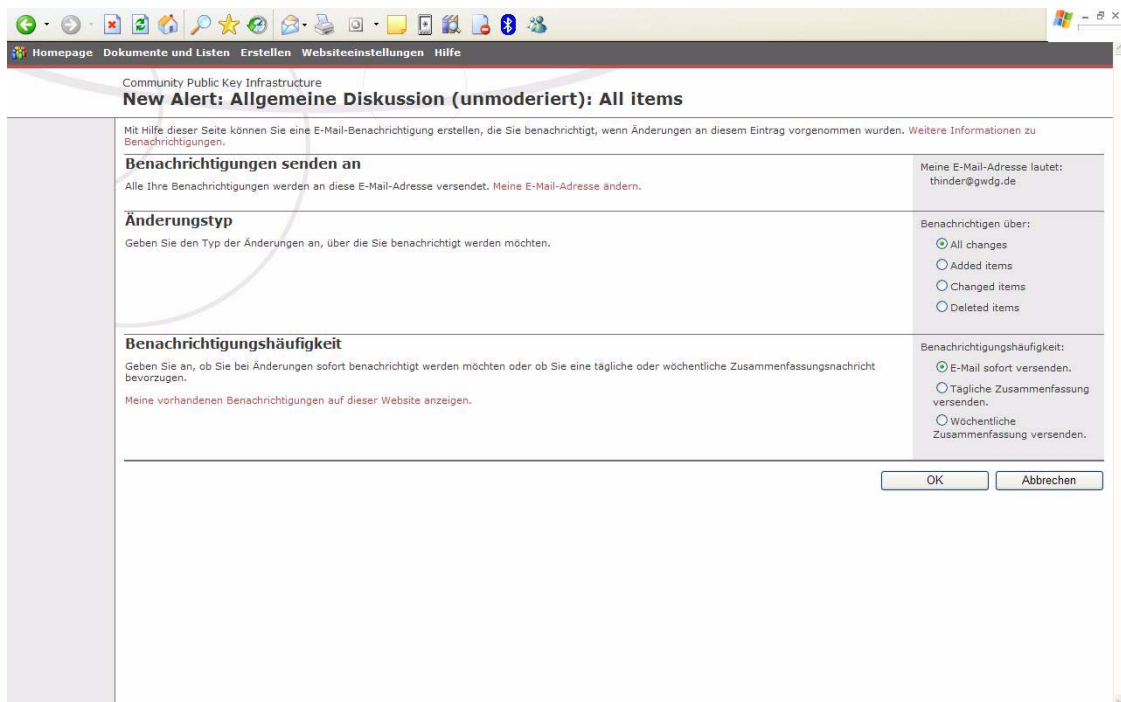 Homepage Dokumente und Listen Erstellen Websiteeinstellungen Hilfe
Community Public Key Infrastructure
New Alert: Allgemeine Diskussion (unmoderiert): All items
Mit Hilfe dieser Seite können Sie eine E-Mail-Benachrichtigung erstellen, die Sie benachrichtigt, wenn Änderungen an diesem Eintrag vorgenommen wurden. Weitere Informationen zu
Benachrichtigungen.
Benachrichtigungen senden an
Alle Ihre Benachrichtigungen werden an diese E-Mail-Adresse versendet. Meine E-Mail-Adresse ändern.
Meine E-Mail-Adresse lautet:
thinder@gwdg.de
Änderungstyp
Geben Sie den Typ der Änderungen an, über die Sie benachrichtigt werden möchten.
Benachrichtigen über:
All changes
Added items
Changed items
Deleted items
Benachrichtigungshäufigkeit
Geben Sie an, ob Sie bei Änderungen sofort benachrichtigt werden möchten oder ob Sie eine tägliche oder wöchentliche Zusammenfassungsnachricht
bevorzugen.
Meine vorhandenen Benachrichtigungen auf dieser Website anzeigen.
Benachrichtigungshäufigkeit:
E-Mail sofort versenden.
Tägliche Zusammenfassung
versenden.
Wöchentliche
Zusammenfassung versenden.
OK
Abbrechen